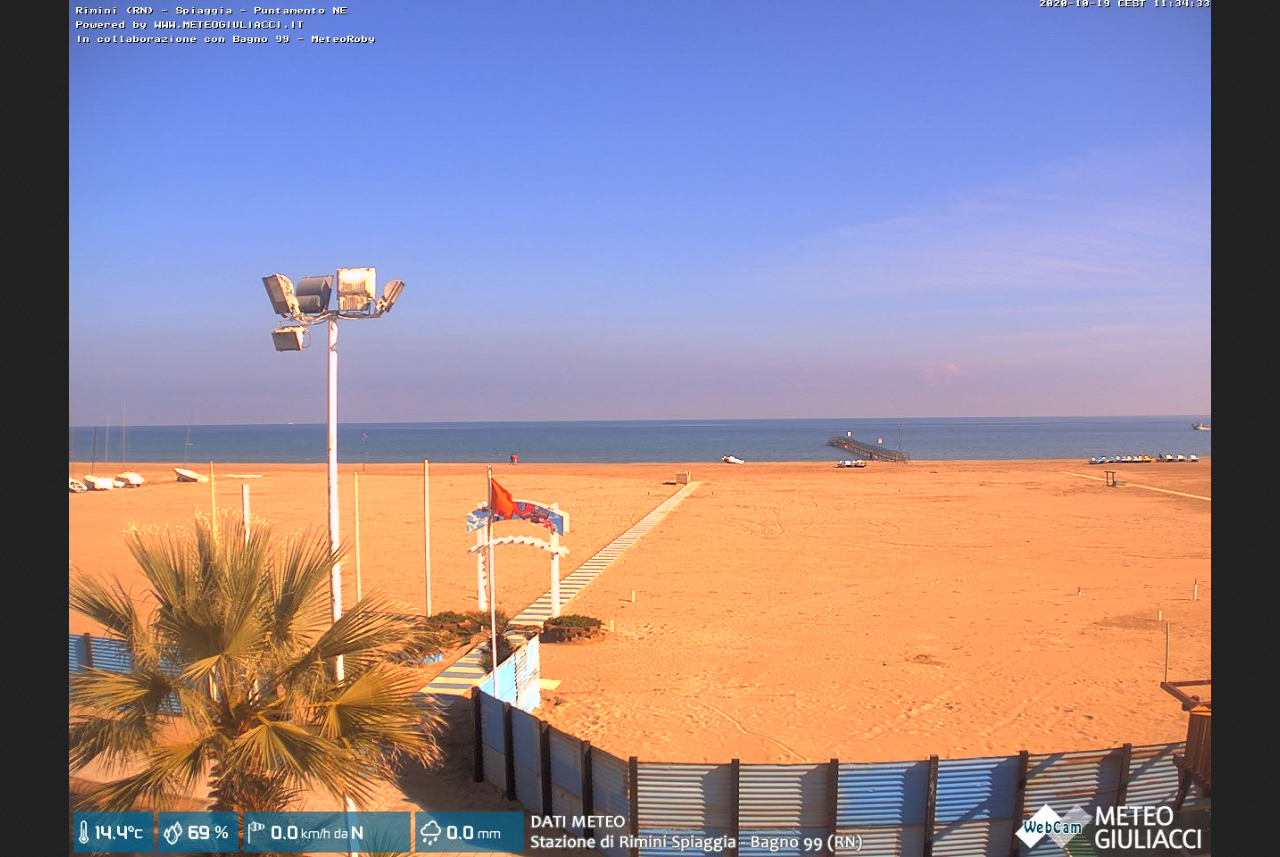 Rimini (RN) - Spiaggia - Puntamento NE
Powered by WWW.METEOGIULIACCI.IT
In collaborazione con Bagno 99 - MeteoRoby
2020-10-19 CEST 11:34:33
14.4°c
69 %
0.0 km/h da N
0.0 mm
DATI METEO
Stazione di Rimini Spiaggia - Bagno 99 (RN)
WebCam
METEO
GIULIACCI